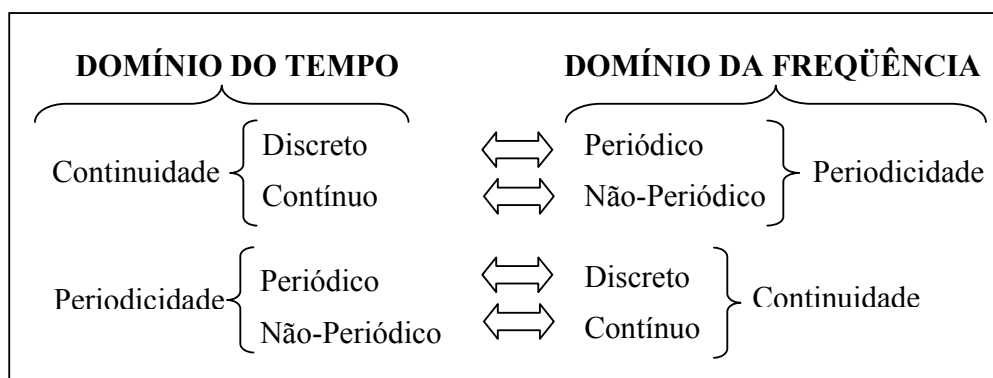 DOMÍNIO DO TEMPO DOMÍNIO DA FREQÜÊNCIA
Discreto Periódico
Continuidade Periodicidade
Contínuo Não-Periódico
Periódico Discreto
Periodicidade Continuidade
Não-Periódico Contínuo